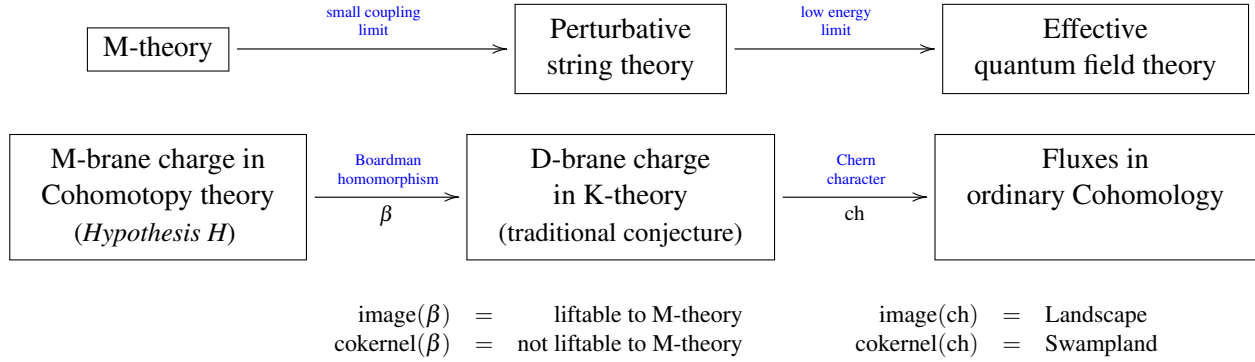 small coupling
limit
low energy
limit
M-theory
Perturbative
string theory
Effective
quantum field theory
M-brane charge in
Cohomotopy theory
(Hypothesis H)
Boardman
homomorphism
β
D-brane charge
in K-theory
(traditional conjecture)
Chern
character
ch
Fluxes in
ordinary Cohomology
image(β) = liftable to M-theory
cokernel(β) = not liftable to M-theory
image(ch) = Landscape
cokernel(ch) = Swampland